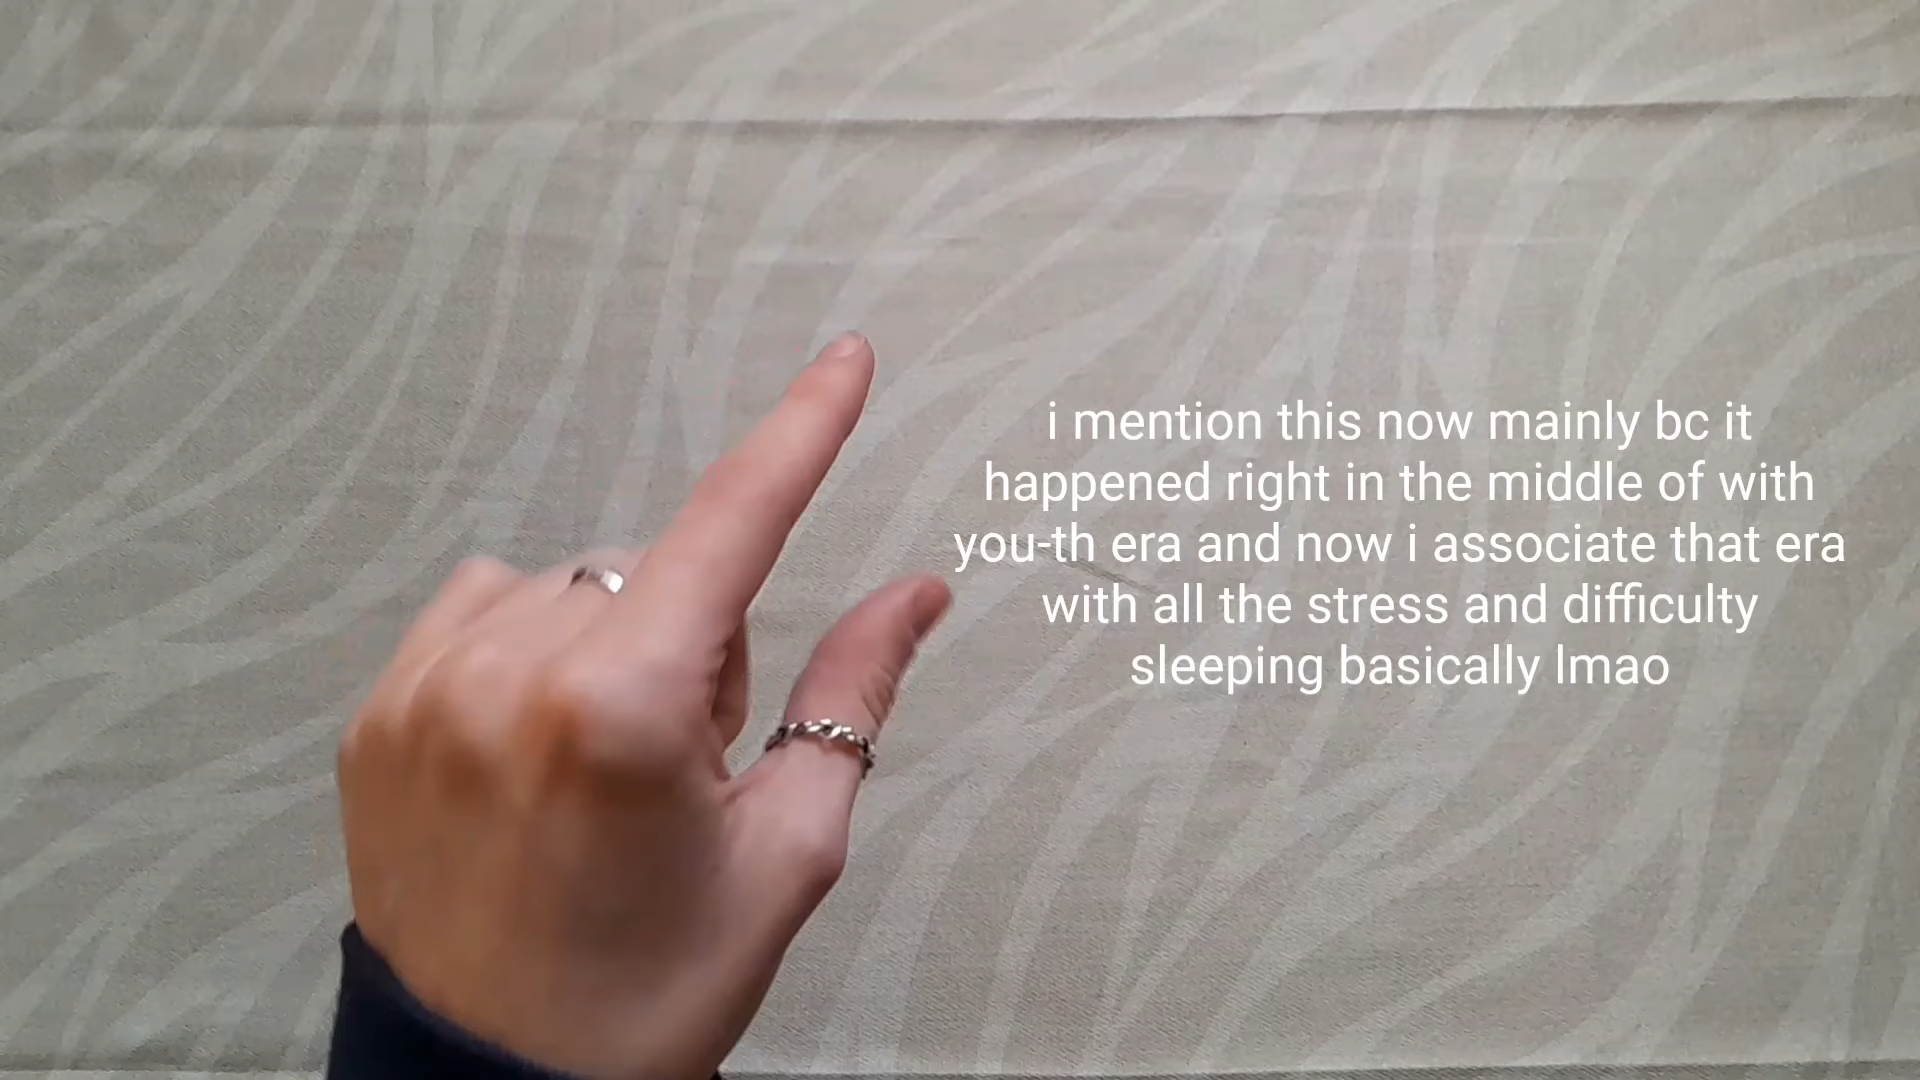 i mention this now mainly bc it
happened right in the middle of with
you-th era and now i associate that era
with all the stress and difficulty
sleeping basically lmao